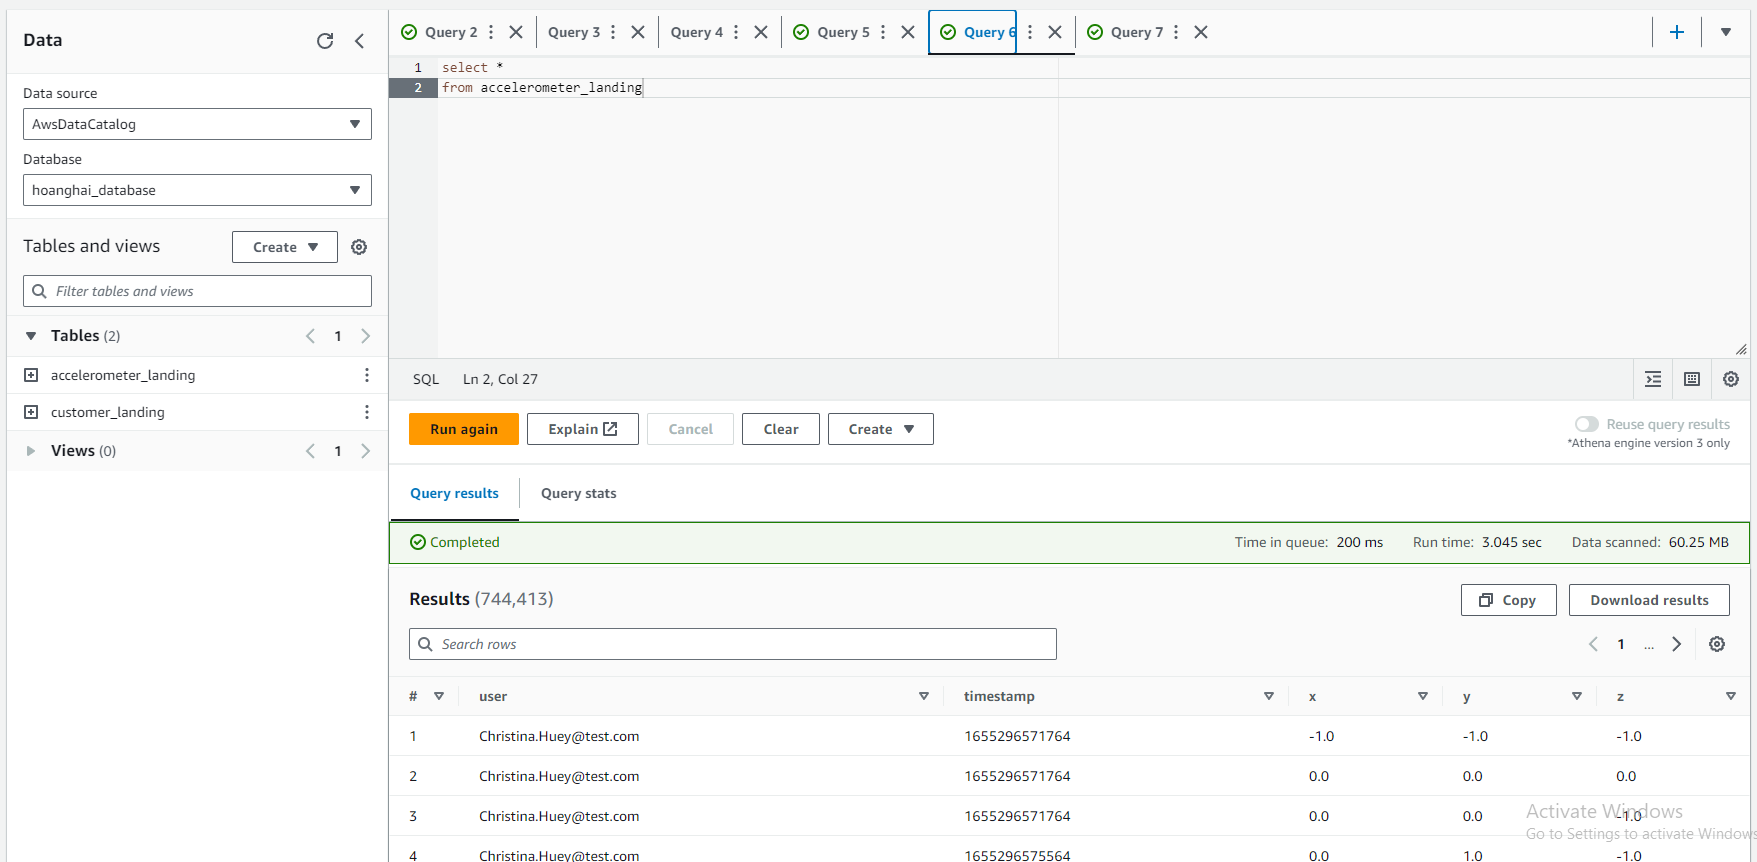 Data
Data source
AwsDataCatalog
Database
hoanghai_database
Tables and views
Create
Filter tables and views
Tables (2)
1
accelerometer_landing
customer_landing
Views (0)
1
Query 2
Query 3
Query 4
Query 5
Query 6
Query 7
1 select *
2 from accelerometer_landing
SQL Ln 2, Col 27
Run again
Explain
Cancel
Clear
Create
Reuse query results
*Athena engine version 3 only
Query results
Query stats
Completed
Time in queue: 200 ms Run time: 3.045 sec Data scanned: 60.25 MB
Results (744,413)
Copy
Download results
Search rows
1 ...
# user timestamp x y z
1 Christina.Huey@test.com 1655296571764 -1.0 -1.0 -1.0
2 Christina.Huey@test.com 1655296571764 0.0 0.0 0.0
3 Christina.Huey@test.com 1655296571764 0.0 0.0 -1.0
4 Christina.Huey@test.com 1655296575564 0.0 1.0 -1.0
Activate Windows
Go to Settings to activate Windows